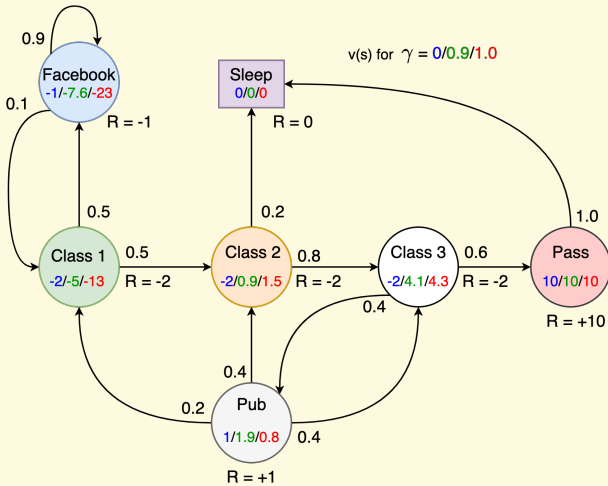 0.9
v(s) for γ = 0/0.9/1.0
Facebook
-1/-7.6/-23
Sleep
0/0/0
0.1
R = -1
R = 0
0.5
0.2
1.0
Class 1
-2/-5/-13
0.5
R = -2
Class 2
-2/0.9/1.5
0.8
R = -2
Class 3
-2/4.1/4.3
0.6
R = -2
Pass
10/10/10
0.4
R = +10
0.4
0.2
Pub
1/1.9/0.8
0.4
R = +1